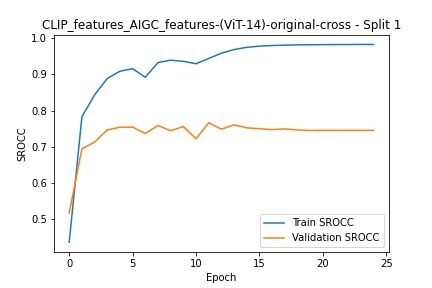 CLIP_features_AIGC_features-(ViT-14)-original-cross - Split 1
1.0
0.9
0.8
0.7
0.6
0.5
SROCC
Train SROCC
Validation SROCC
0 5 10 15 20 25
Epoch